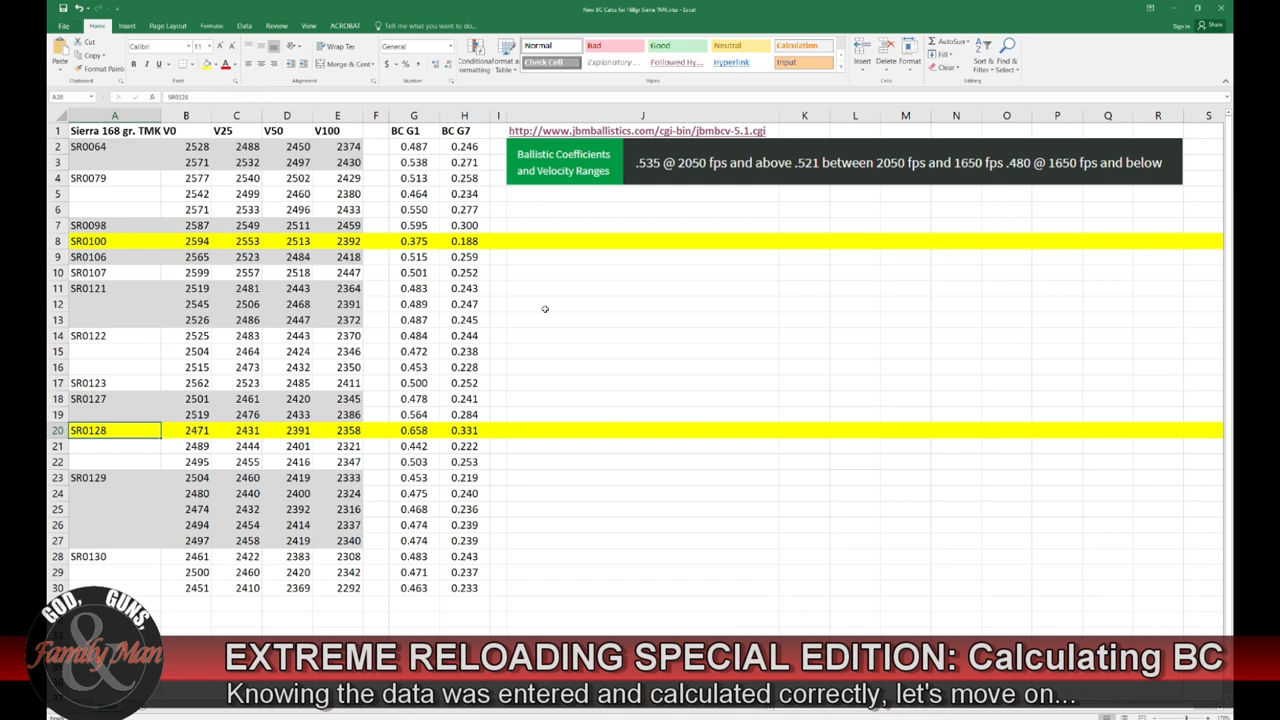 New BC Calcs for 168gr Sierra TMK.xlsx - Excel
File Home Insert Page Layout Formulas Data Review View ACROBAT Tell me what you want to do... Sign in Share
Cut Calibri 11 Wrap Text General Normal Bad Good Neutral Calculation AutoSum
Copy Paste Conditional Format as Insert Delete Format Fill Sort & Find &
Format Painter B I U Merge & Center $ % Formatting Table Check Cell Explanatory ... Followed Hy... Hyperlink Input Clear Filter Select
Clipboard Font Alignment Number Styles Cells Editing
A20 fx SR0128
A B C D E F G H I J K L M N O P Q R S
1 Sierra 168 gr. TMK V0 V25 V50 V100 BC G1 BC G7 http://www.jbmballistics.com/cgi-bin/jbmbcv-5.1.cgi
2 SR0064 2528 2488 2450 2374 0.487 0.246
Ballistic Coefficients
and Velocity Ranges
.535 @ 2050 fps and above .521 between 2050 fps and 1650 fps .480 @ 1650 fps and below
3 2571 2532 2497 2430 0.538 0.271
4 SR0079 2577 2540 2502 2429 0.513 0.258
5 2542 2499 2460 2380 0.464 0.234
6 2571 2533 2496 2433 0.550 0.277
7 SR0098 2587 2549 2511 2459 0.595 0.300
8 SR0100 2594 2553 2513 2392 0.375 0.188
9 SR0106 2565 2523 2484 2418 0.515 0.259
10 SR0107 2599 2557 2518 2447 0.501 0.252
11 SR0121 2519 2481 2443 2364 0.483 0.243
12 2545 2506 2468 2391 0.489 0.247
13 2526 2486 2447 2372 0.487 0.245
14 SR0122 2525 2483 2443 2370 0.484 0.244
15 2504 2464 2424 2346 0.472 0.238
16 2515 2473 2432 2350 0.468 0.236
17 SR0123 2562 2523 2485 2411 0.500 0.252
18 SR0127 2501 2461 2420 2345 0.478 0.241
19 2519 2476 2433 2386 0.564 0.284
20 SR0128 2471 2431 2391 2358 0.658 0.331
21 2489 2444 2401 2321 0.442 0.222
22 2495 2455 2416 2347 0.503 0.253
23 SR0129 2504 2460 2419 2333 0.453 0.219
24 2480 2440 2400 2324 0.475 0.240
25 2474 2432 2392 2316 0.468 0.236
26 2494 2454 2414 2337 0.474 0.239
27 2497 2458 2419 2340 0.474 0.239
28 SR0130 2461 2422 2383 2308 0.483 0.243
29 2500 2460 2420 2342 0.471 0.237
30 2451 2410 2369 2292 0.463 0.233
GOD, GUNS,
&
Family Man
EXTREME RELOADING SPECIAL EDITION: Calculating BC
Knowing the data was entered and calculated correctly, let's move on...